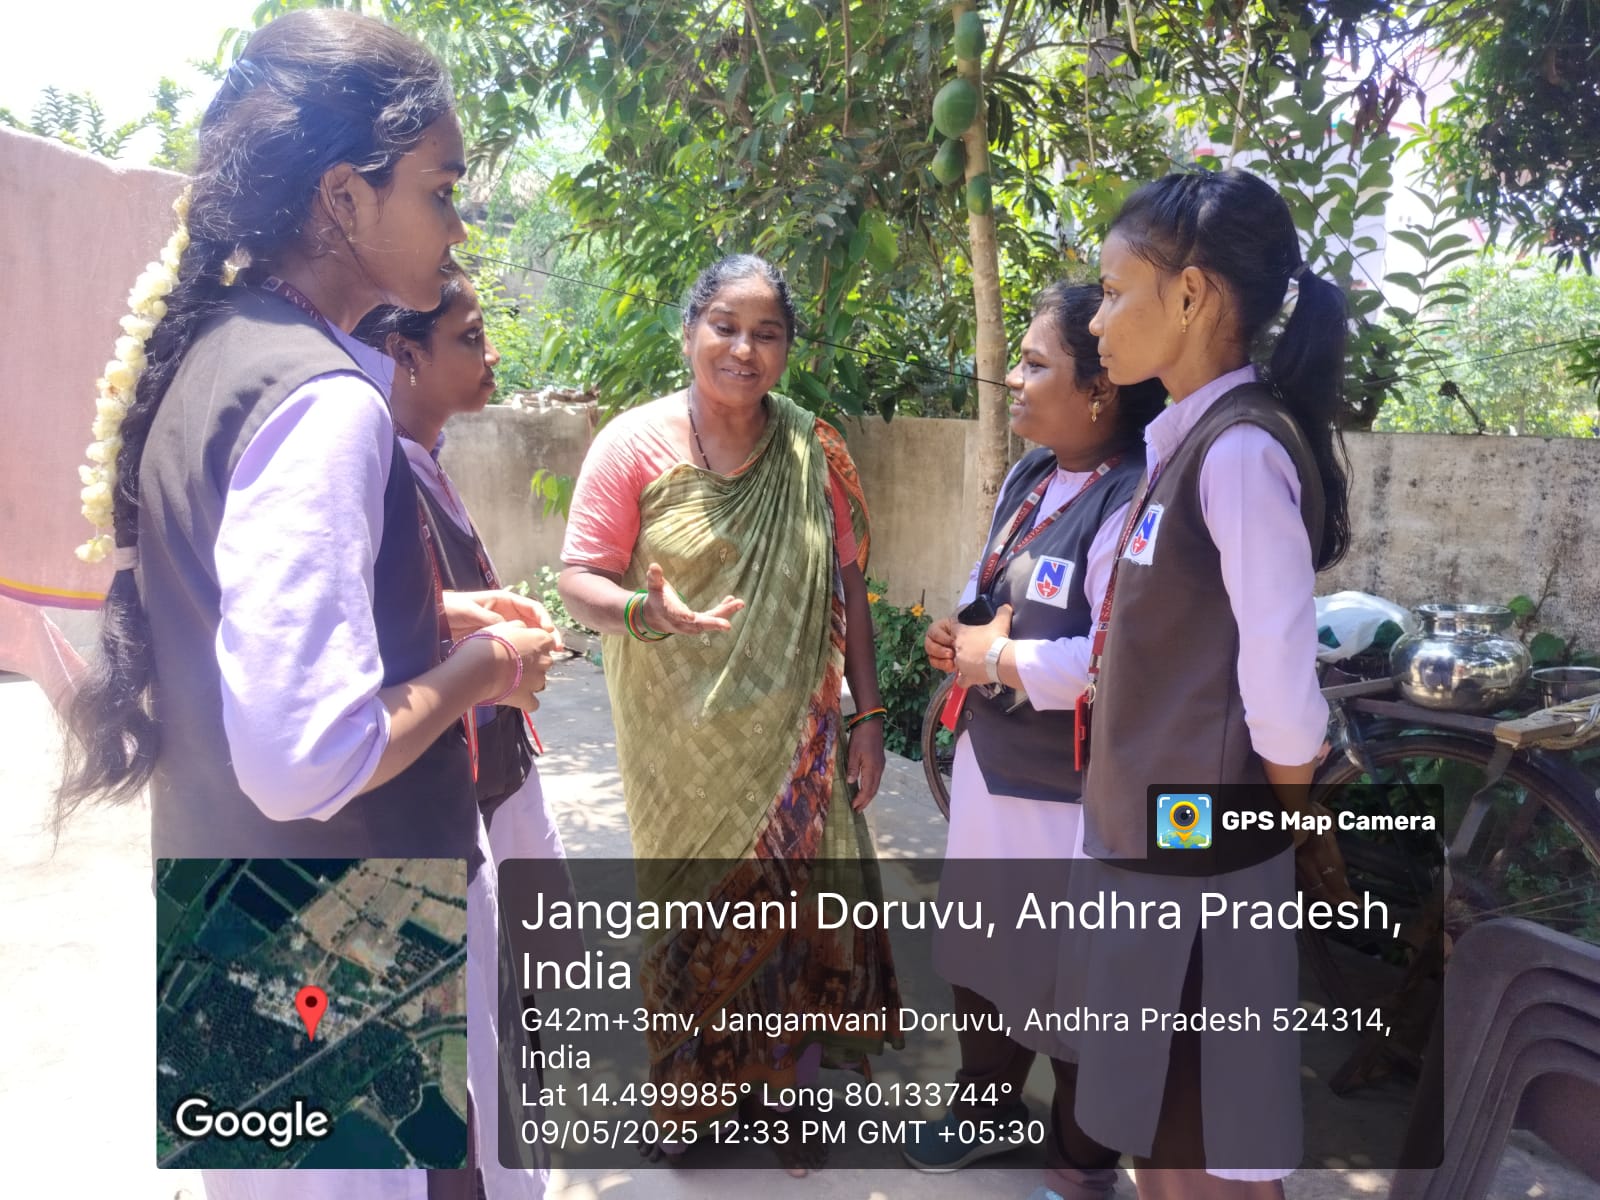 GPS Map Camera
Jangamvani Doruvu, Andhra Pradesh,
India
G42m+3mv, Jangamvani Doruvu, Andhra Pradesh 524314,
India
Lat 14.499985° Long 80.133744°
09/05/2025 12:33 PM GMT +05:30
Google
N
N